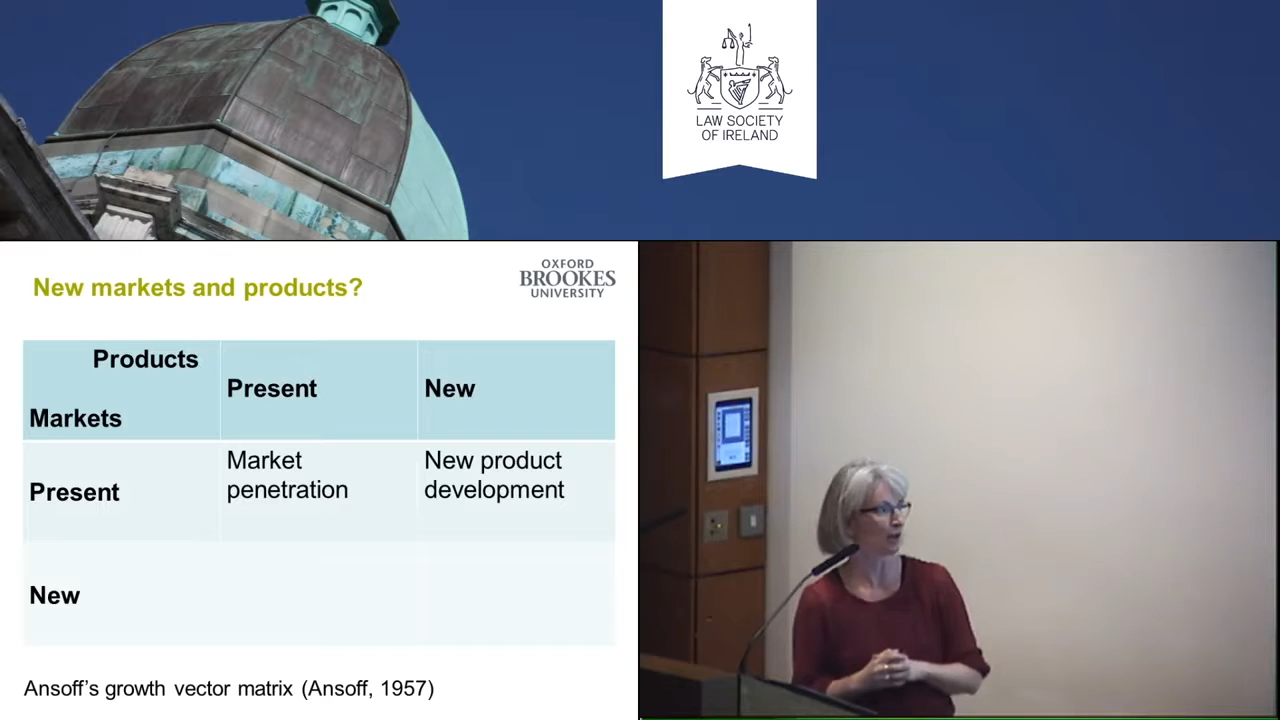 LAW SOCIETY
OF IRELAND
New markets and products?
OXFORD
BROOKES
UNIVERSITY
Products
Markets
Present
New
Present
Market
penetration
New product
development
New
Ansoff's growth vector matrix (Ansoff, 1957)